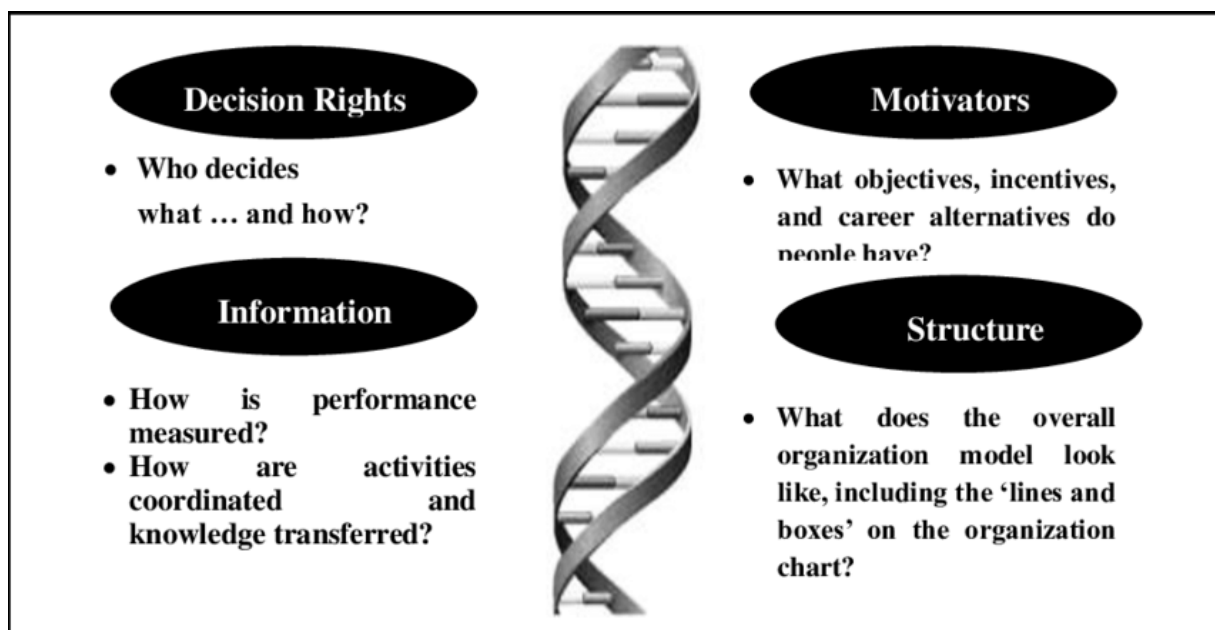 Decision Rights
• Who decides
what … and how?
Information
• How is performance
measured?
• How are activities
coordinated and
knowledge transferred?
Motivators
• What objectives, incentives,
and career alternatives do
people have?
Structure
• What does the overall
organization model look
like, including the ‘lines and
boxes’ on the organization
chart?